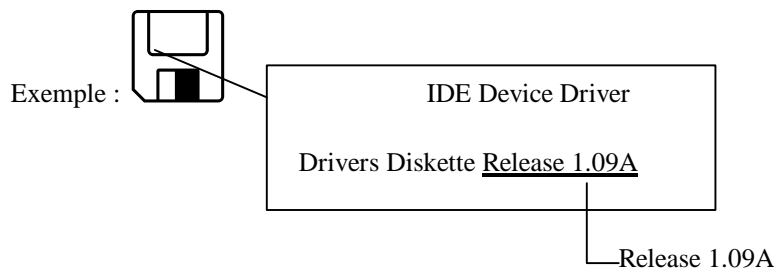 Exemple :
IDE Device Driver
Drivers Diskette Release 1.09A
Release 1.09A